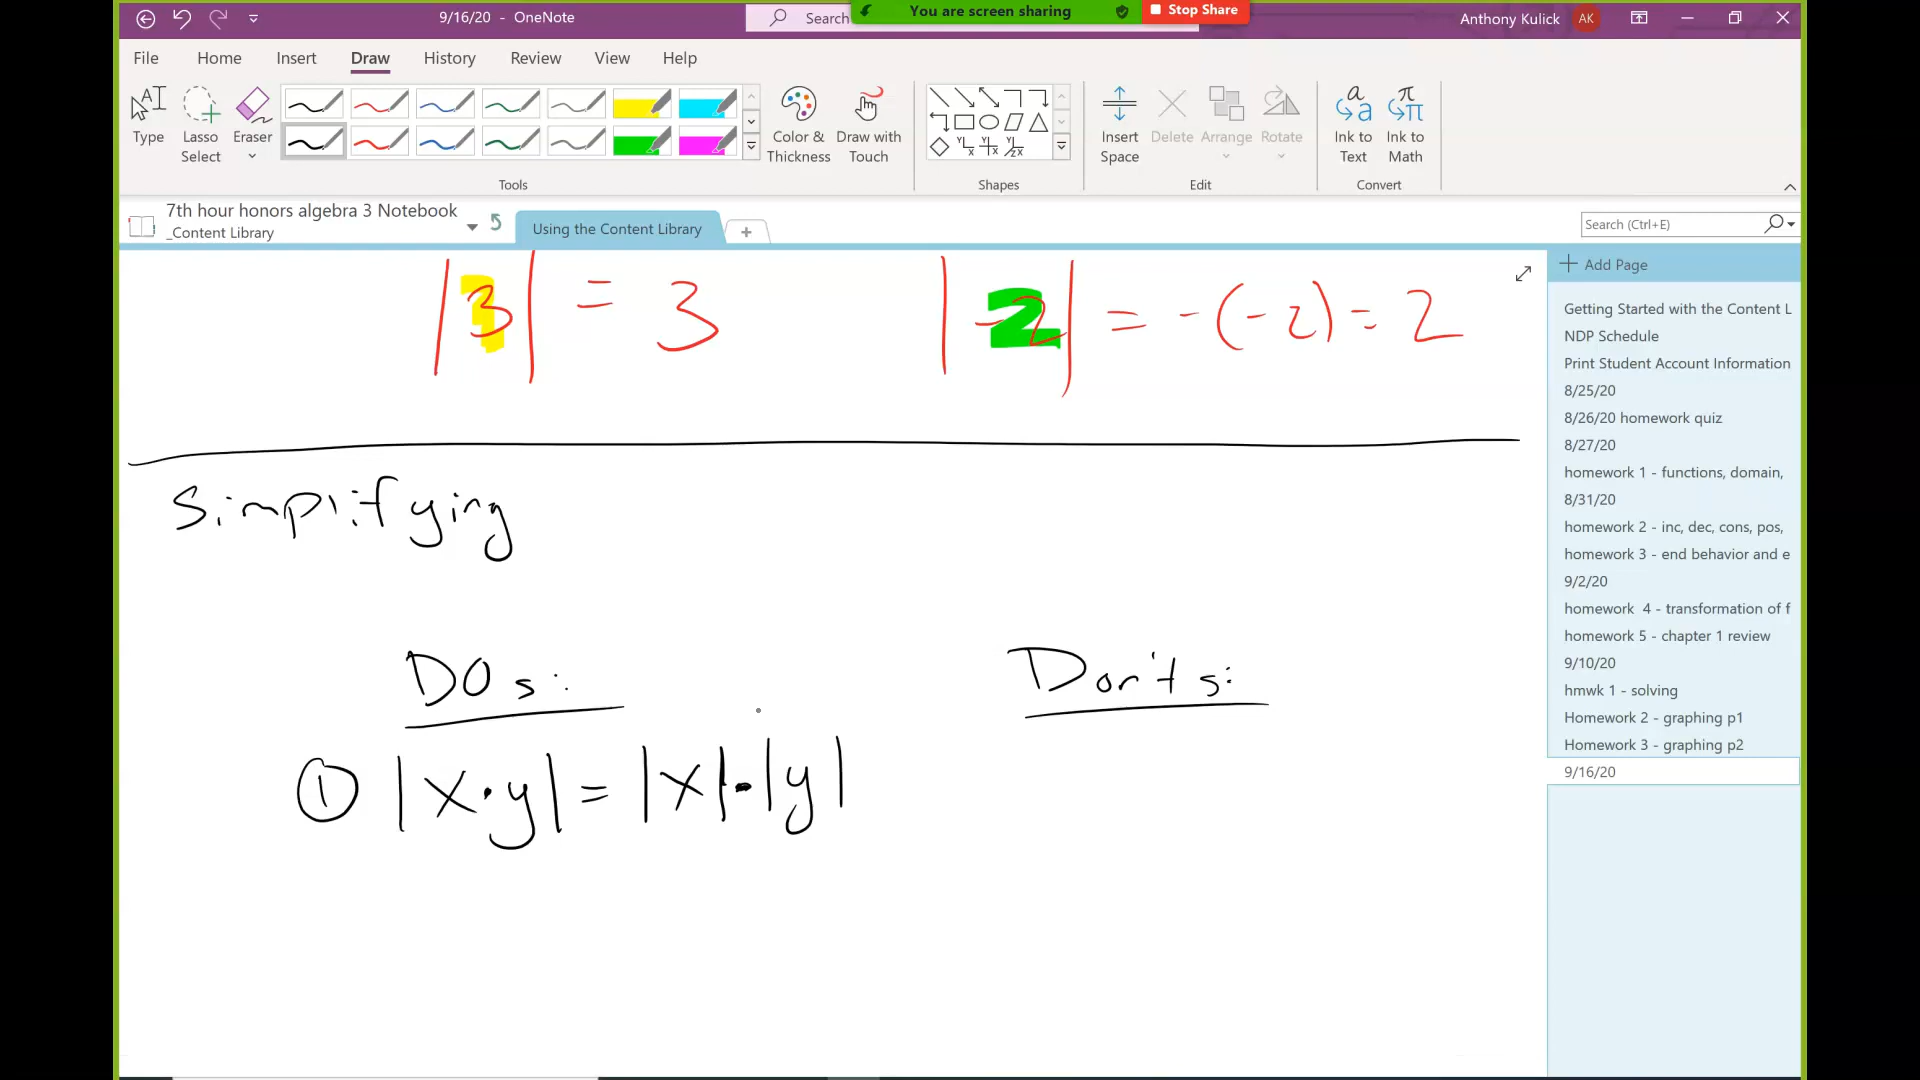 9/16/20 - OneNote
Search
You are screen sharing
Stop Share
Anthony Kulick
AK
File Home Insert Draw History Review View Help
Type
Lasso Select
Eraser
Color & Thickness
Draw with Touch
Insert Space
Delete
Arrange
Rotate
Ink to Text
Ink to Math
Tools
Shapes
Edit
Convert
7th hour honors algebra 3 Notebook
_Content Library
Using the Content Library
Search (Ctrl+E)
|3| = 3
|-2| = -(-2) = 2
Simplifying
DOs:
Don'ts:
① |x·y| = |x|·|y|
Add Page
Getting Started with the Content L
NDP Schedule
Print Student Account Information
8/25/20
8/26/20 homework quiz
8/27/20
homework 1 - functions, domain,
8/31/20
homework 2 - inc, dec, cons, pos,
homework 3 - end behavior and e
9/2/20
homework 4 - transformation of f
homework 5 - chapter 1 review
9/10/20
hmwk 1 - solving
Homework 2 - graphing p1
Homework 3 - graphing p2
9/16/20